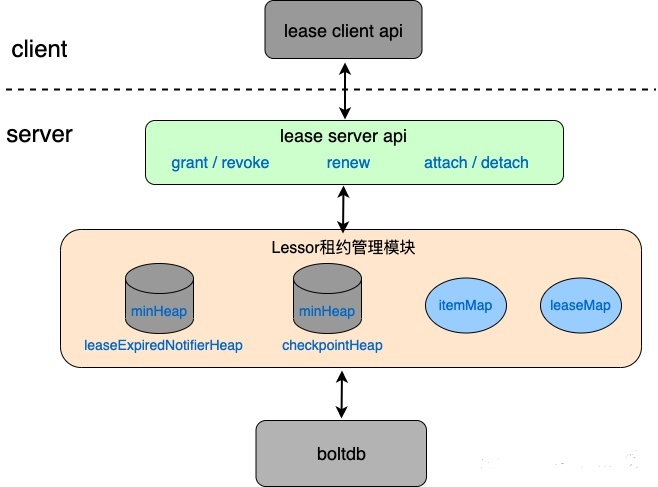 lease client api
client
server
lease server api
grant / revoke renew attach / detach
Lessor租约管理模块
minHeap minHeap itemMap leaseMap
leaseExpiredNotifierHeap checkpointHeap
boltdb